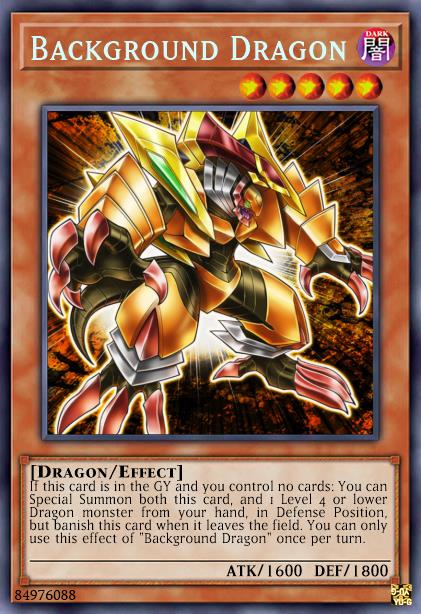 BACKGROUND DRAGON
DARK
闇
[DRAGON/EFFECT]
If this card is in the GY and you control no cards: You can
Special Summon both this card, and 1 Level 4 or lower
Dragon monster from your hand, in Defense Position,
but banish this card when it leaves the field. You can only
use this effect of "Background Dragon" once per turn.
ATK/1600 DEF/1800
84976088